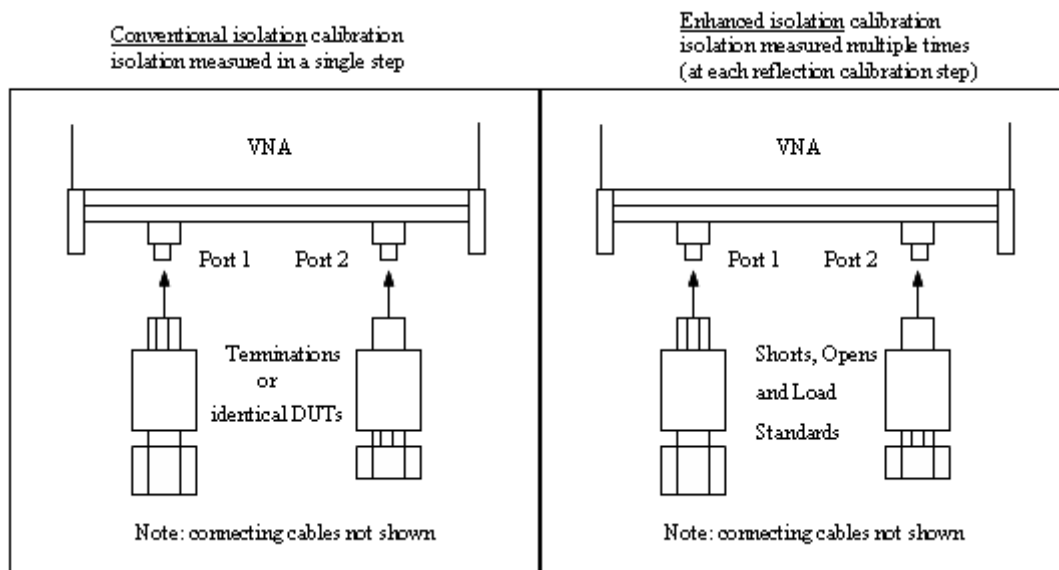 Conventional isolation calibration
isolation measured in a single step
Enhanced isolation calibration
isolation measured multiple times
(at each reflection calibration step)
VNA
Port 1
Port 2
Terminations
or
identical DUTs
Note: connecting cables not shown
VNA
Port 1
Port 2
Shorts, Opens
and Load
Standards
Note: connecting cables not shown